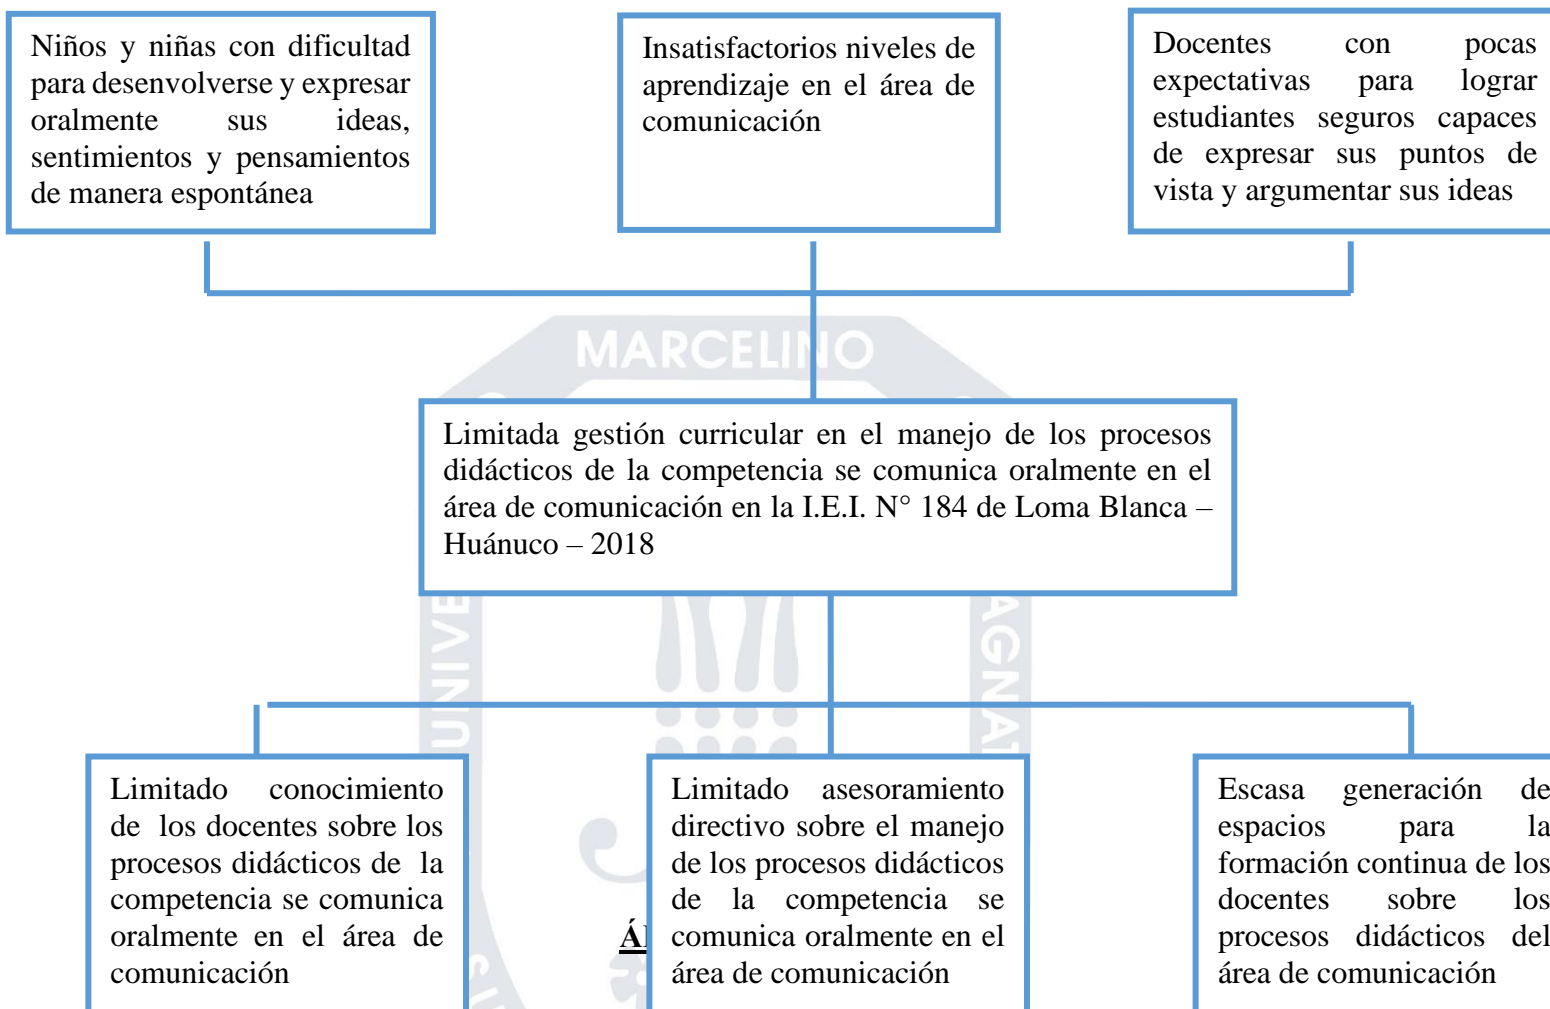 Niños y niñas con dificultad
para desenvolverse y expresar
oralmente sus ideas,
sentimientos y pensamientos
de manera espontánea
Insatisfactorios niveles de
aprendizaje en el área de
comunicación
Docentes con pocas
expectativas para lograr
estudiantes seguros capaces
de expresar sus puntos de
vista y argumentar sus ideas
MARCELINO
Limitada gestión curricular en el manejo de los procesos
didácticos de la competencia se comunica oralmente en el
área de comunicación en la I.E.I. N° 184 de Loma Blanca –
Huánuco – 2018
Limitado conocimiento
de los docentes sobre los
procesos didácticos de la
competencia se comunica
oralmente en el área de
comunicación
Limitado asesoramiento
directivo sobre el manejo
de los procesos didácticos
de la competencia se
comunica oralmente en el
área de comunicación
Escasa generación de
espacios para la
formación continua de los
docentes sobre los
procesos didácticos del
área de comunicación